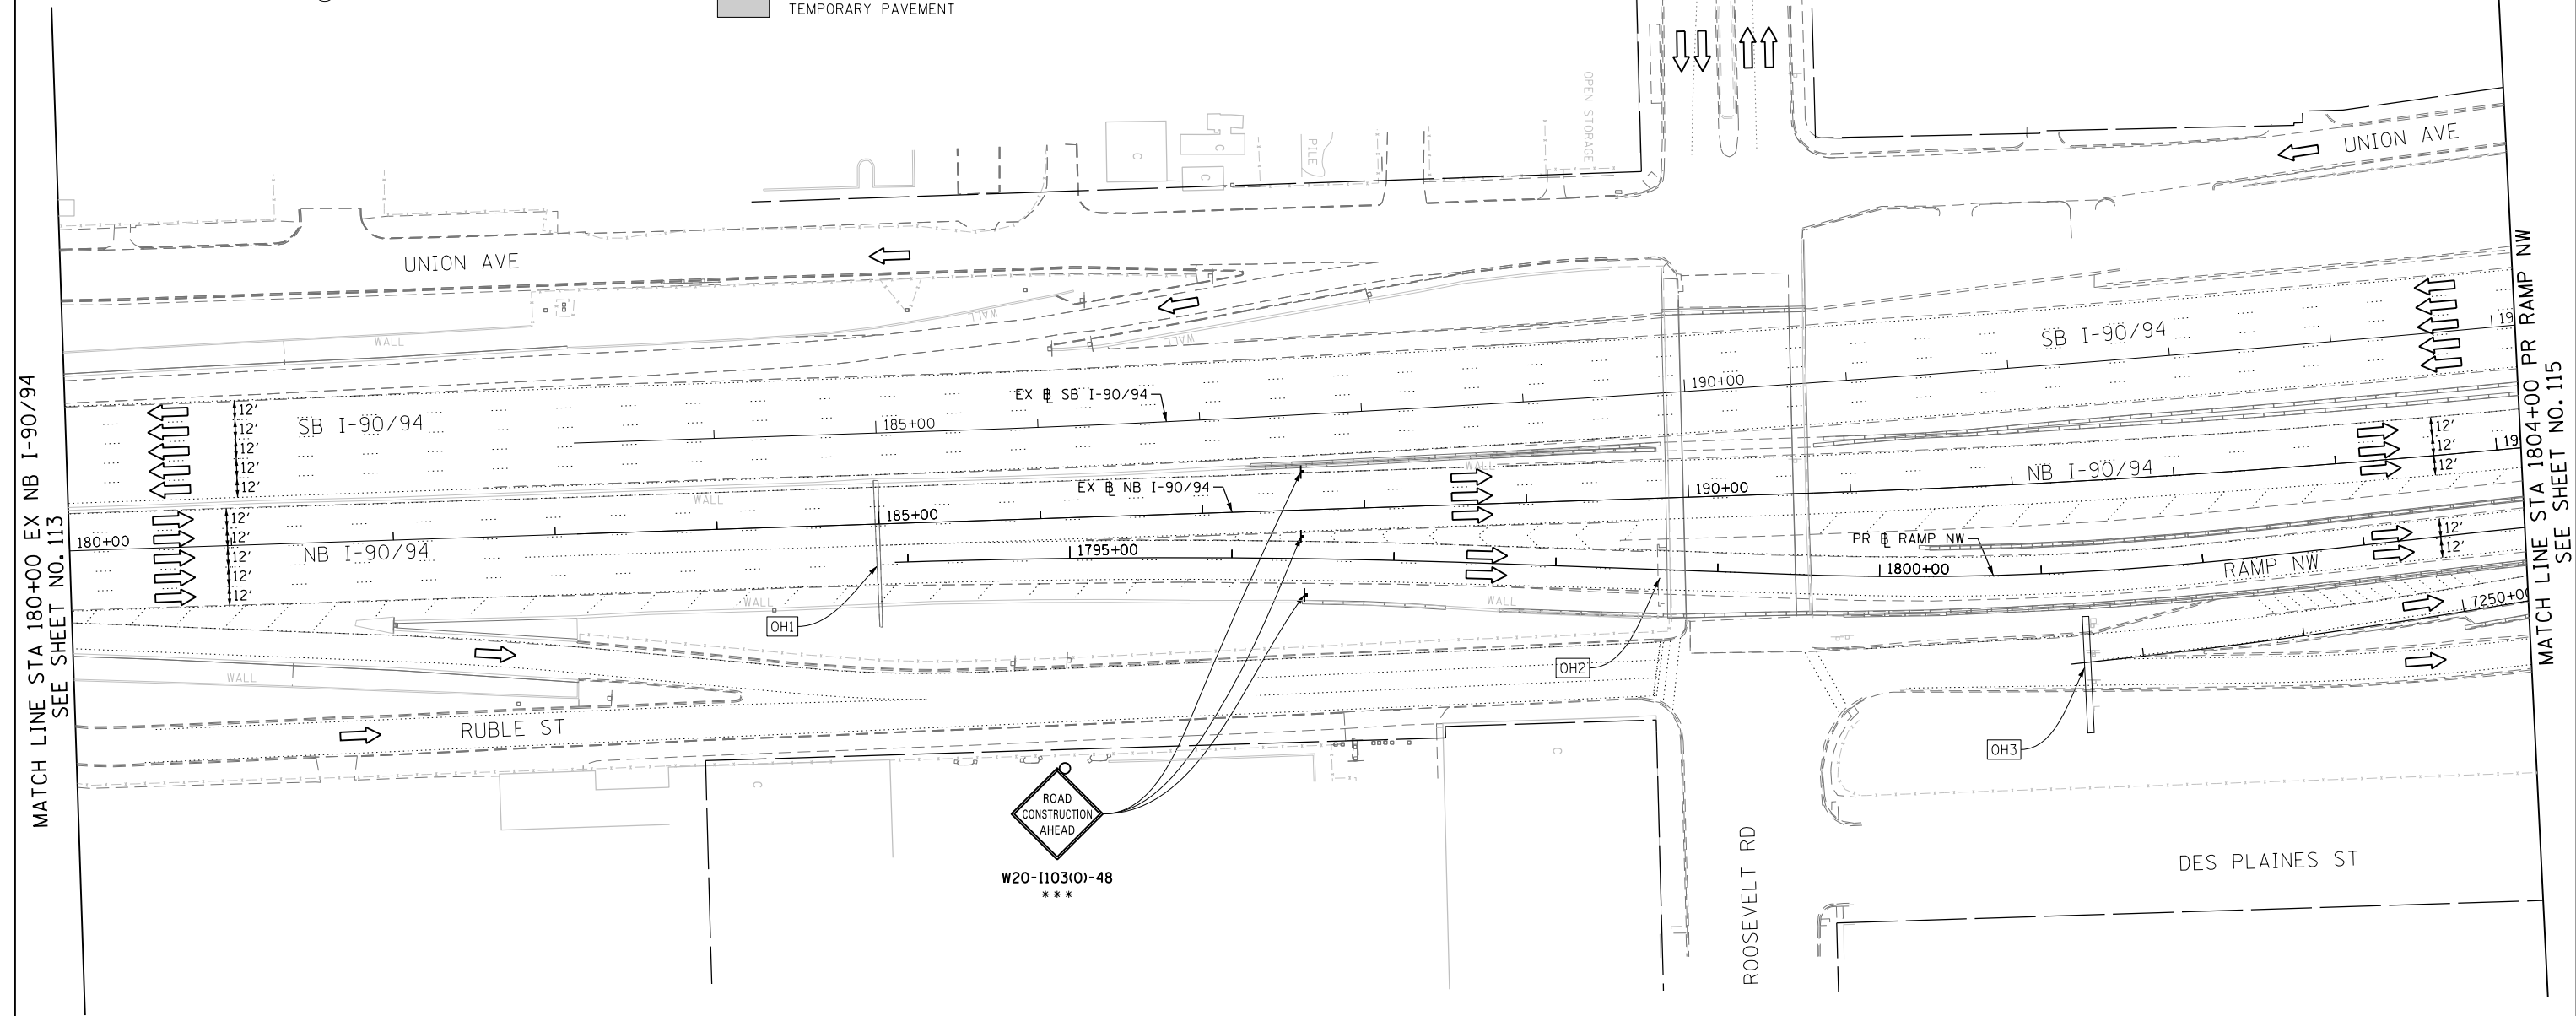 TEMPORARY PAVEMENT
OPEN STORAGE
C
C
C
PILE
UNION AVE
UNION AVE
WALL
WALL
WALL
SB I-90/94
EX B SB I-90/94
185+00
190+00
SB I-90/94
19
12'
12'
12'
12'
12'
WALL
WALL
EX B NB I-90/94
185+00
190+00
NB I-90/94
19
12'
12'
12'
180+00
NB I-90/94
12'
12'
12'
12'
12'
1795+00
PR B RAMP NW
1800+00
RAMP NW
12'
12'
7250+00
WALL
WALL
OH1
OH2
OH3
WALL
RUBLE ST
C
C
ROAD
CONSTRUCTION
AHEAD
W20-I103(0)-48
***
ROOSEVELT RD
DES PLAINES ST
MATCH LINE STA 180+00 EX NB I-90/94
SEE SHEET NO. 113
MATCH LINE STA 1804+00 PR RAMP NW
SEE SHEET NO. 115